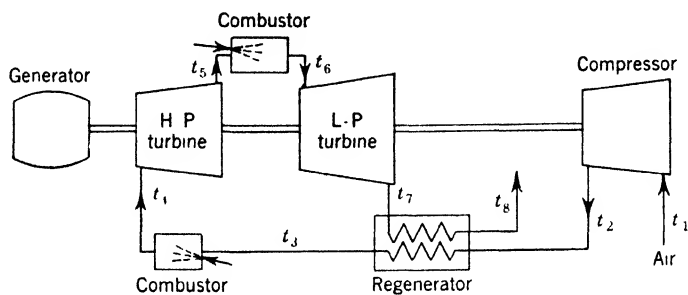 Combustor
t5
t6
Generator
Compressor
H P
turbine
L-P
turbine
t4
t7
t8
t2
t1
t3
Air
Combustor
Regenerator